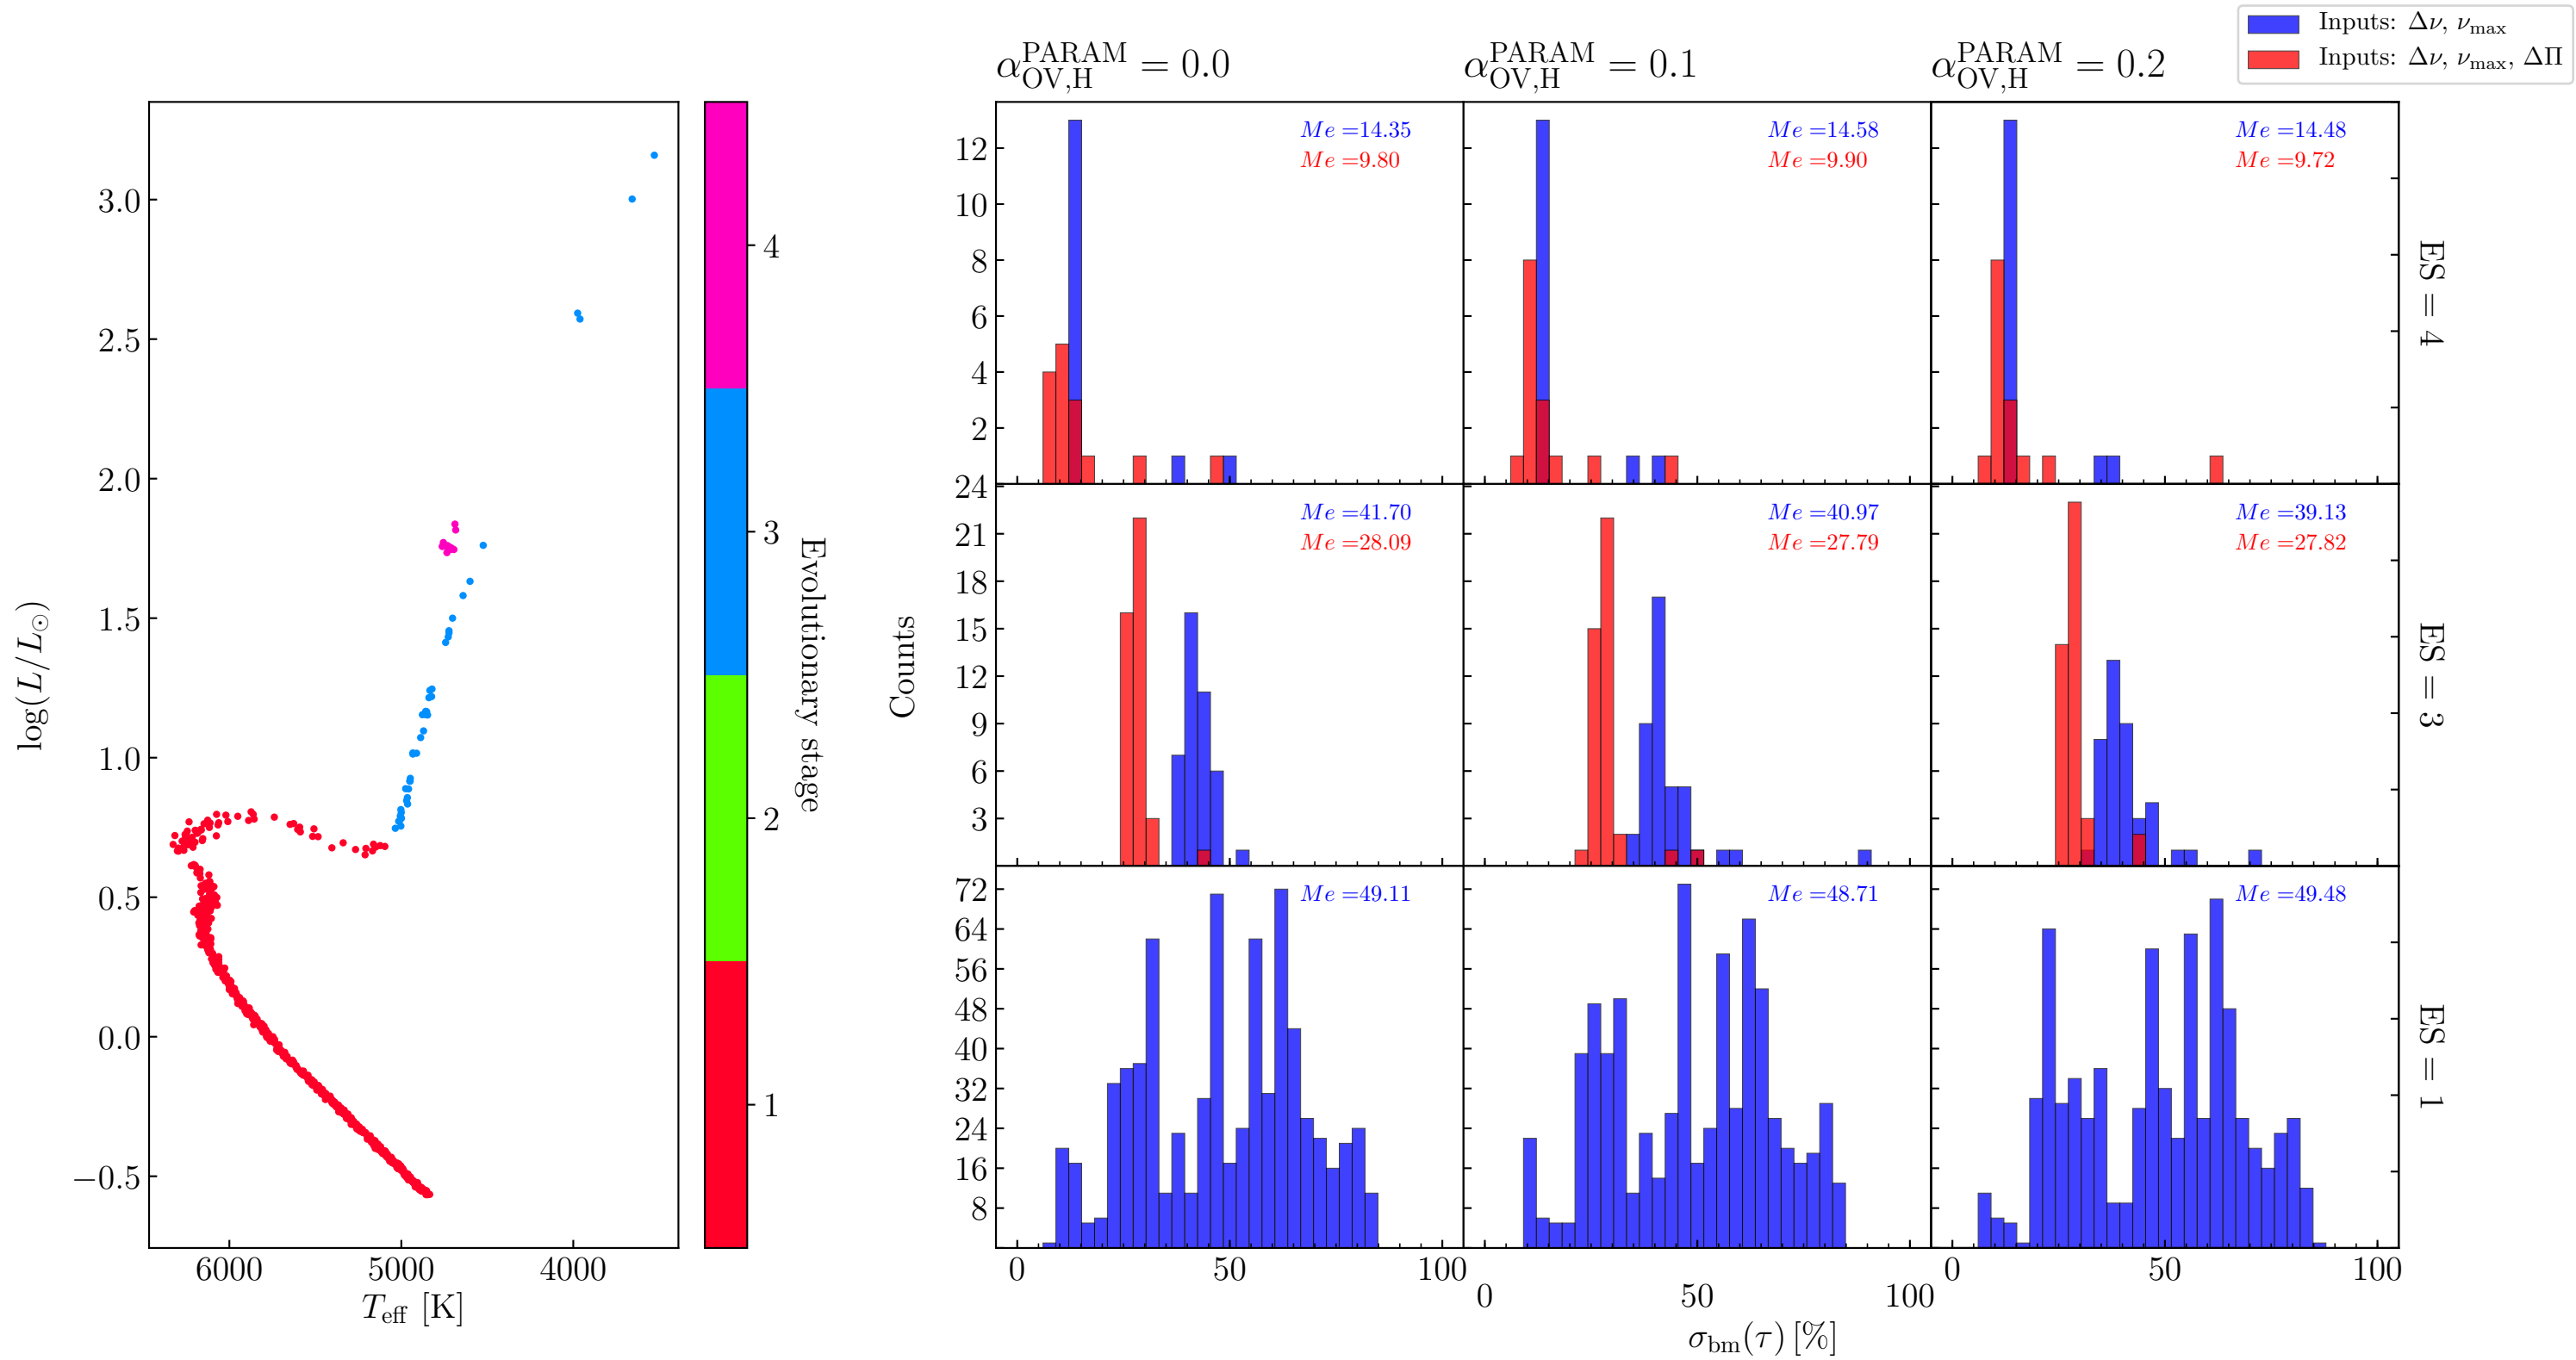 Inputs: Δν, ν_max
Inputs: Δν, ν_max, ΔΠ
α^PARAM_OV,H = 0.0
α^PARAM_OV,H = 0.1
α^PARAM_OV,H = 0.2
3.0
2.5
2.0
1.5
1.0
0.5
0.0
−0.5
log(L/L⊙)
6000 5000 4000
T_eff [K]
4
3
2
1
Evolutionary stage
Counts
12
10
8
6
4
2
Me =14.35
Me =9.80
Me =14.58
Me =9.90
Me =14.48
Me =9.72
ES = 4
24
21
18
15
12
9
6
3
Me =41.70
Me =28.09
Me =40.97
Me =27.79
Me =39.13
Me =27.82
ES = 3
72
64
56
48
40
32
24
16
8
Me =49.11
Me =48.71
Me =49.48
ES = 1
0 50 100
0 50 100
0 50 100
σ_bm(τ) [%]